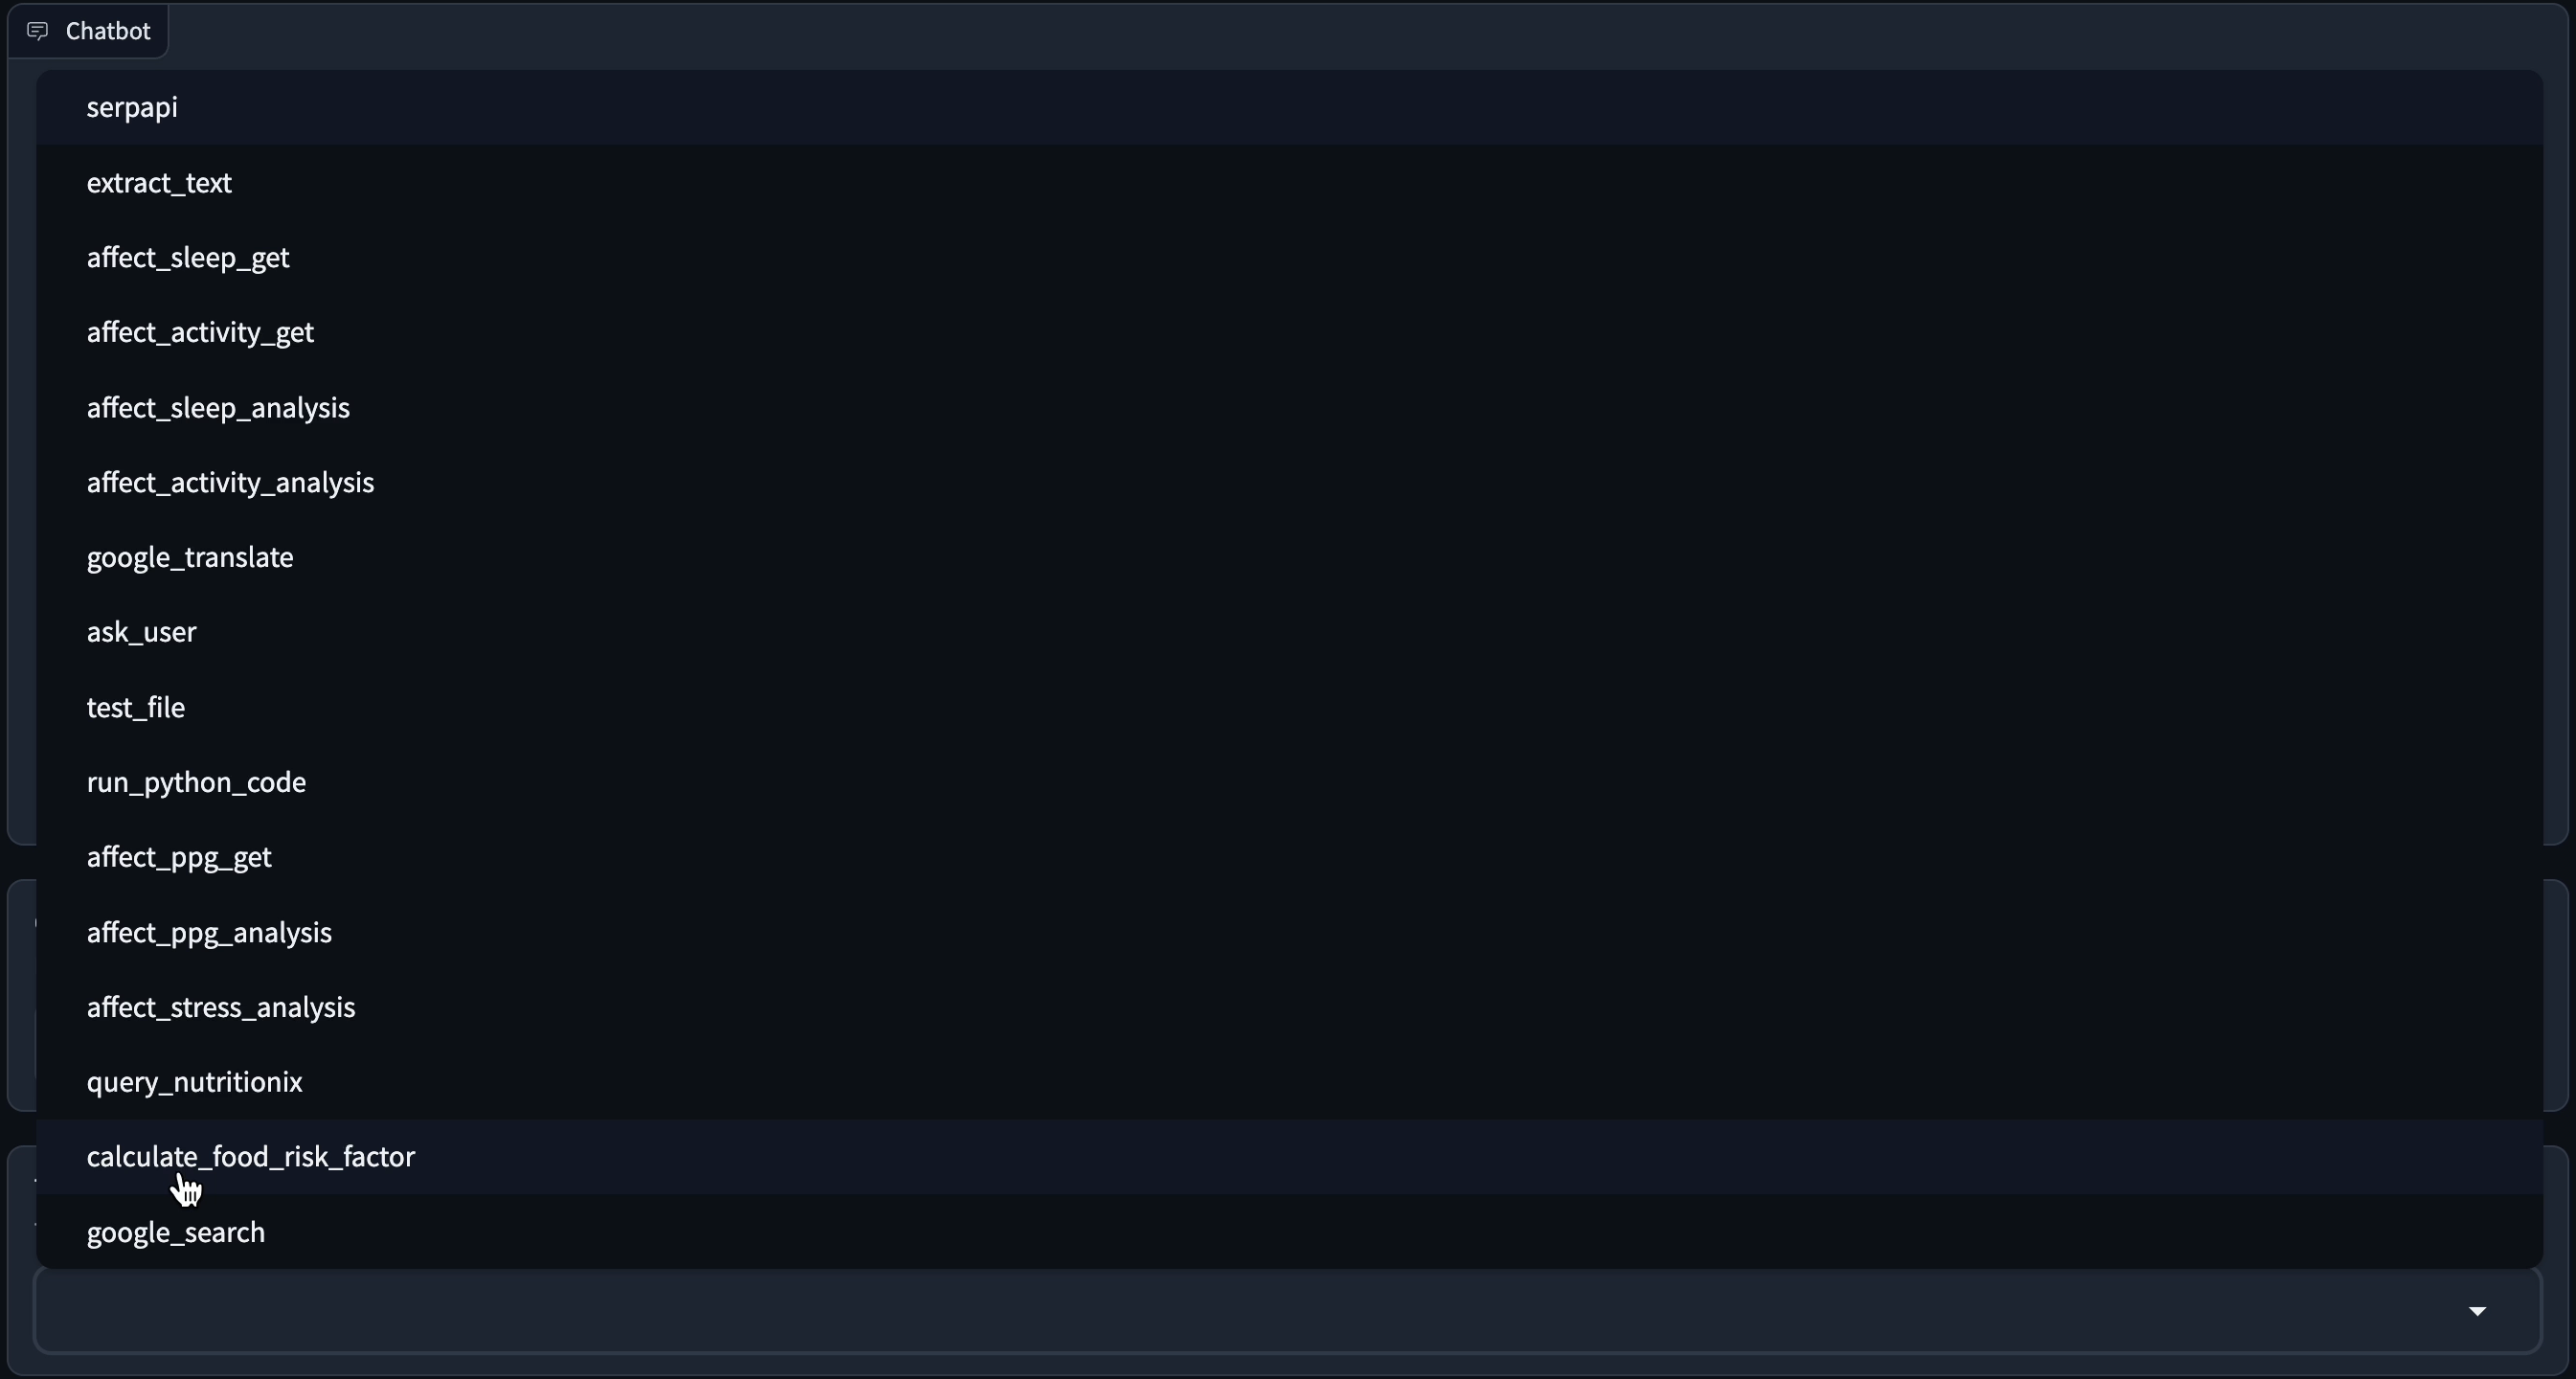 Chatbot
serpapi
extract_text
affect_sleep_get
affect_activity_get
affect_sleep_analysis
affect_activity_analysis
google_translate
ask_user
test_file
run_python_code
affect_ppg_get
affect_ppg_analysis
affect_stress_analysis
query_nutritionix
calculate_food_risk_factor
google_search